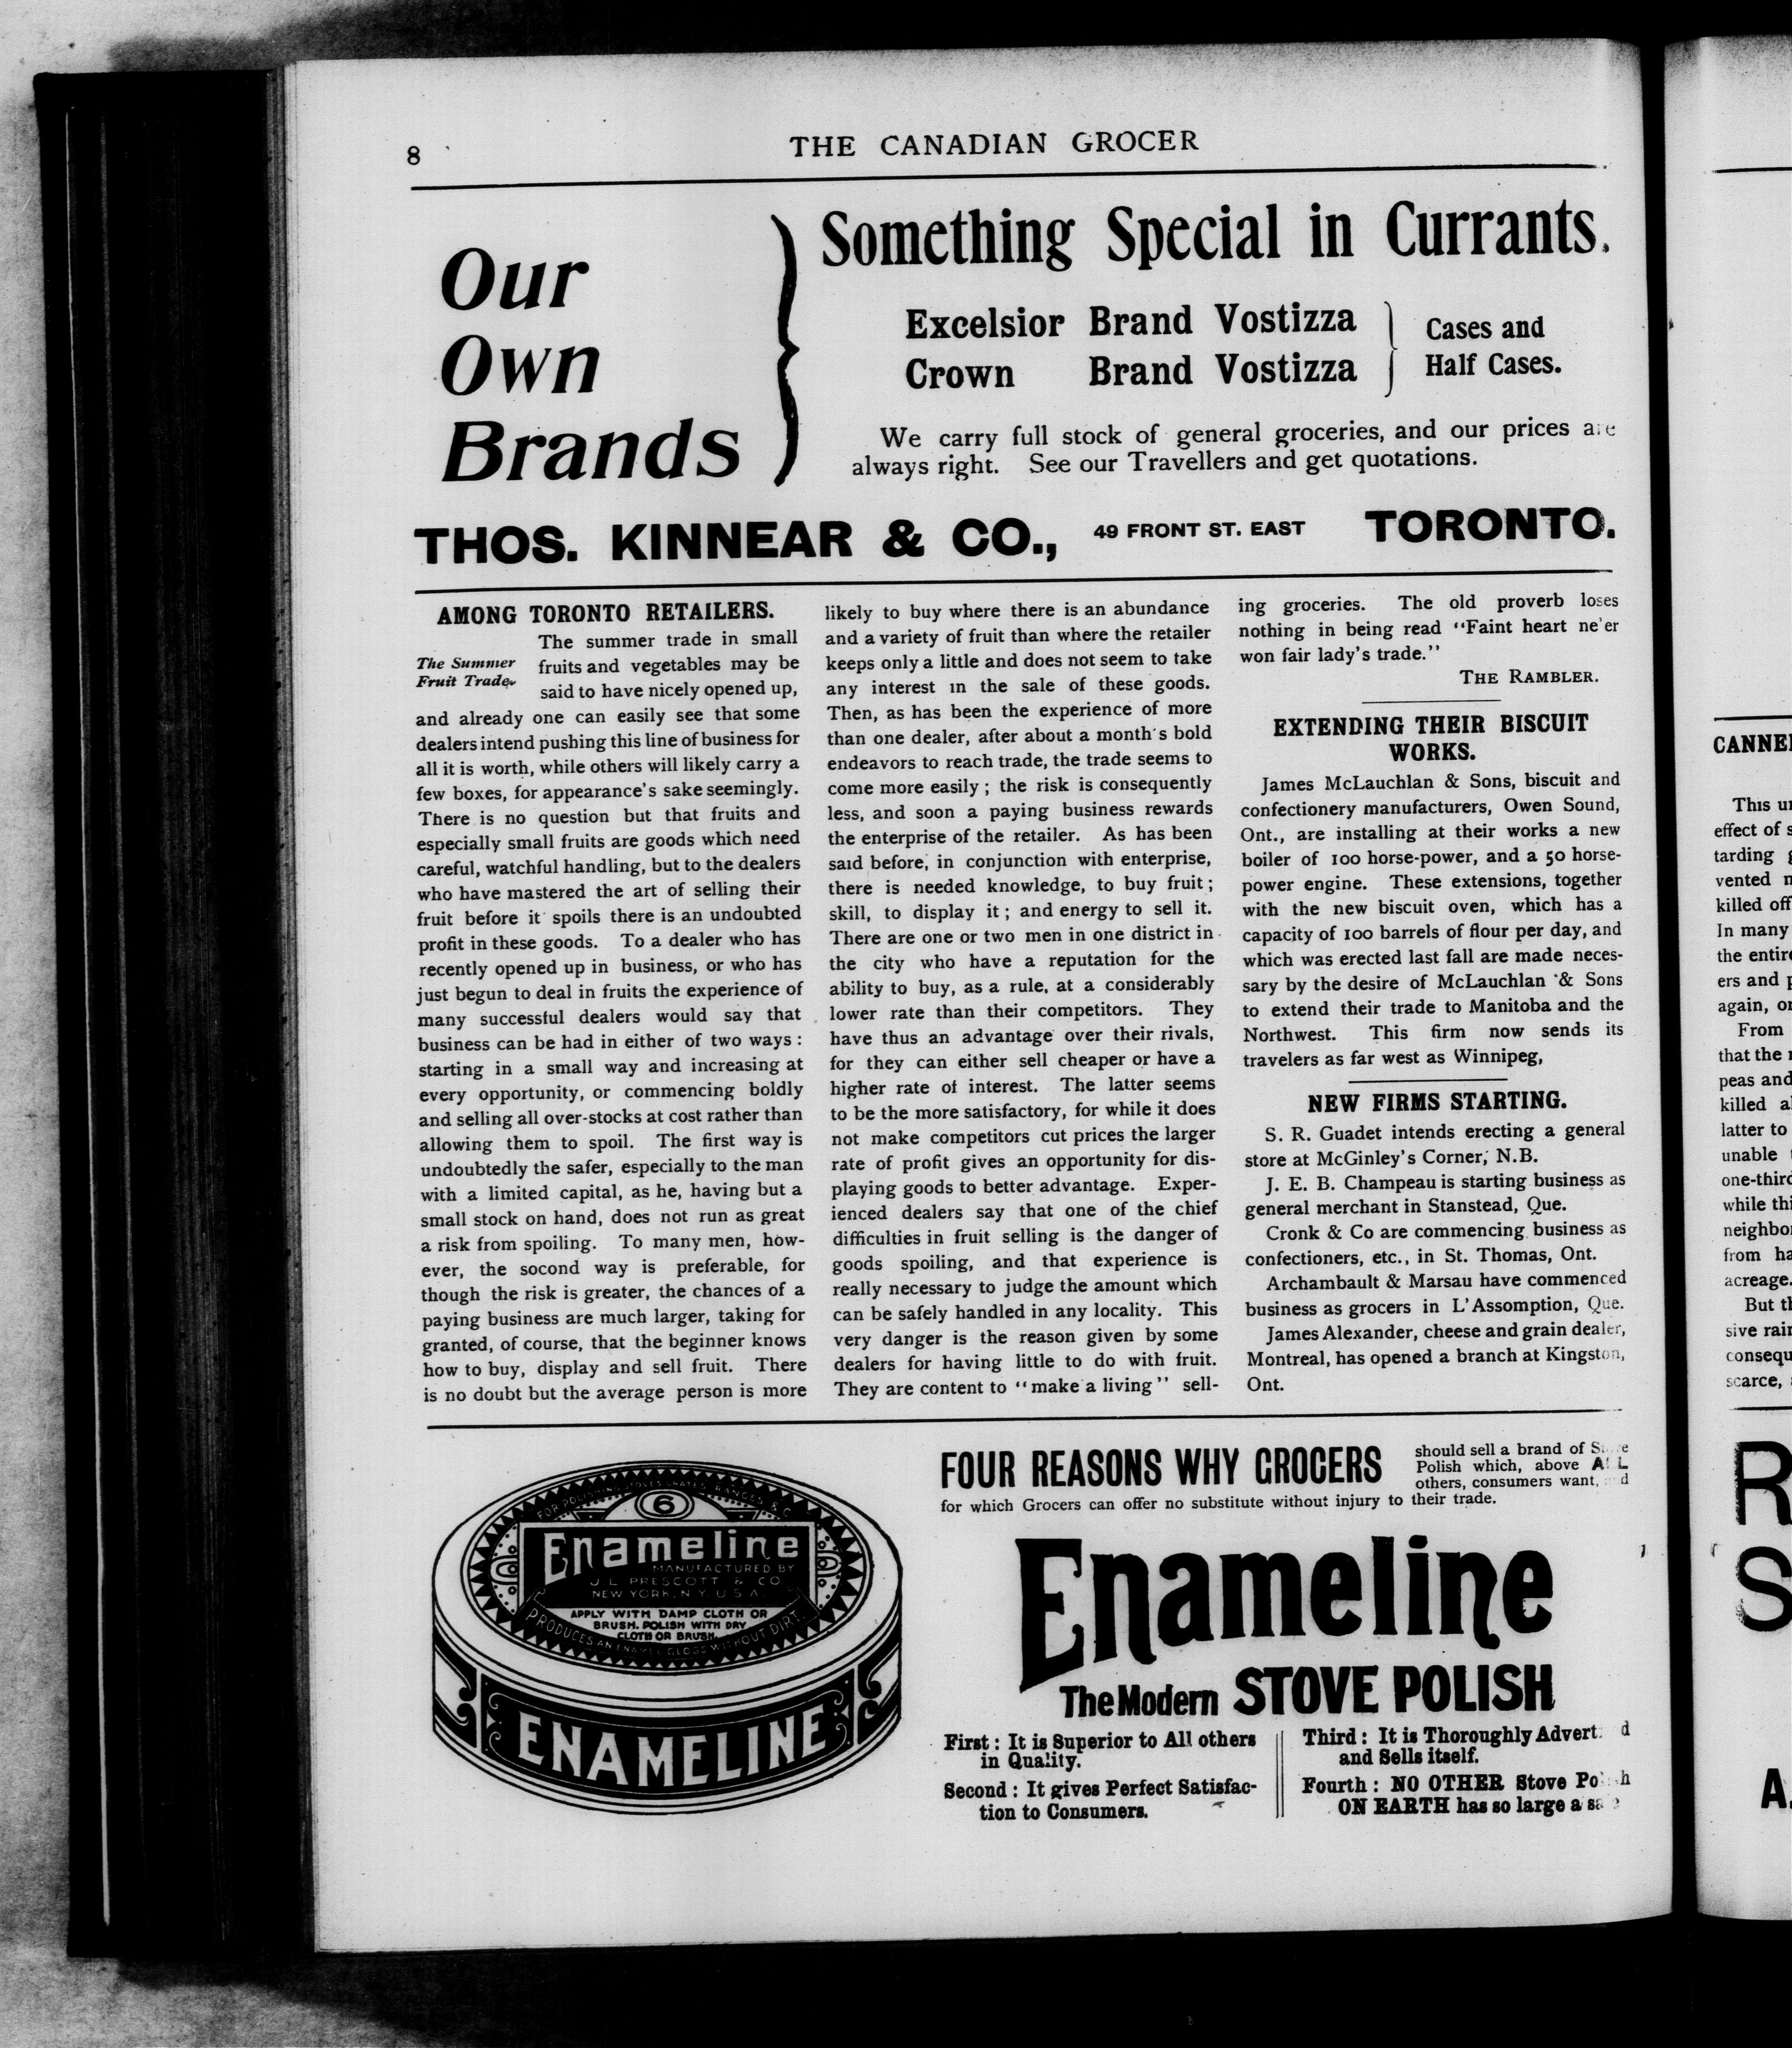 8
THE CANADIAN GROCER
Our
Own
Brands
Something Special in Currants.
Excelsior Brand Vostizza
Crown Brand Vostizza
Cases and
Half Cases.
We carry full stock of general groceries, and our prices are
always right. See our Travellers and get quotations.
THOS. KINNEAR & CO., 49 FRONT ST. EAST TORONTO.
AMONG TORONTO RETAILERS.
The Summer
Fruit Trade.
The summer trade in small
fruits and vegetables may be
said to have nicely opened up,
and already one can easily see that some
dealers intend pushing this line of business for
all it is worth, while others will likely carry a
few boxes, for appearance's sake seemingly.
There is no question but that fruits and
especially small fruits are goods which need
careful, watchful handling, but to the dealers
who have mastered the art of selling their
fruit before it spoils there is an undoubted
profit in these goods. To a dealer who has
recently opened up in business, or who has
just begun to deal in fruits the experience of
many successful dealers would say that
business can be had in either of two ways :
starting in a small way and increasing at
every opportunity, or commencing boldly
and selling all over-stocks at cost rather than
allowing them to spoil. The first way is
undoubtedly the safer, especially to the man
with a limited capital, as he, having but a
small stock on hand, does not run as great
a risk from spoiling. To many men, how-
ever, the socond way is preferable, for
though the risk is greater, the chances of a
paying business are much larger, taking for
granted, of course, that the beginner knows
how to buy, display and sell fruit. There
is no doubt but the average person is more
likely to buy where there is an abundance
and a variety of fruit than where the retailer
keeps only a little and does not seem to take
any interest in the sale of these goods.
Then, as has been the experience of more
than one dealer, after about a month's bold
endeavors to reach trade, the trade seems to
come more easily ; the risk is consequently
less, and soon a paying business rewards
the enterprise of the retailer. As has been
said before, in conjunction with enterprise,
there is needed knowledge, to buy fruit ;
skill, to display it ; and energy to sell it.
There are one or two men in one district in
the city who have a reputation for the
ability to buy, as a rule, at a considerably
lower rate than their competitors. They
have thus an advantage over their rivals,
for they can either sell cheaper or have a
higher rate of interest. The latter seems
to be the more satisfactory, for while it does
not make competitors cut prices the larger
rate of profit gives an opportunity for dis-
playing goods to better advantage. Exper-
ienced dealers say that one of the chief
difficulties in fruit selling is the danger of
goods spoiling, and that experience is
really necessary to judge the amount which
can be safely handled in any locality. This
very danger is the reason given by some
dealers for having little to do with fruit.
They are content to "make a living" sell-
ing groceries. The old proverb loses
nothing in being read "Faint heart ne'er
won fair lady's trade."
THE RAMBLER.
EXTENDING THEIR BISCUIT
WORKS.
James McLauchlan & Sons, biscuit and
confectionery manufacturers, Owen Sound,
Ont., are installing at their works a new
boiler of 100 horse-power, and a 50 horse-
power engine. These extensions, together
with the new biscuit oven, which has a
capacity of 100 barrels of flour per day, and
which was erected last fall are made neces-
sary by the desire of McLauchlan & Sons
to extend their trade to Manitoba and the
Northwest. This firm now sends its
travelers as far west as Winnipeg,
NEW FIRMS STARTING.
S. R. Guadet intends erecting a general
store at McGinley's Corner, N.B.
J. E. B. Champeau is starting business as
general merchant in Stanstead, Que.
Cronk & Co are commencing business as
confectioners, etc., in St. Thomas, Ont.
Archambault & Marsau have commenced
business as grocers in L'Assomption, Que.
James Alexander, cheese and grain dealer,
Montreal, has opened a branch at Kingston,
Ont.
FOR POLISHING STOVES GRATES RANGES & C.
6
Enameline
MANUFACTURED BY
J L PRESCOTT & CO
NEW YORK, N Y U S A
APPLY WITH DAMP CLOTH OR
BRUSH. POLISH WITH DRY
CLOTH OR BRUSH.
PRODUCES AN ENAMEL GLOSS WITHOUT DIRT
ENAMELINE
FOUR REASONS WHY GROCERS
should sell a brand of Stove
Polish which, above ALL
others, consumers want, and
for which Grocers can offer no substitute without injury to their trade.
Enameline
The Modern STOVE POLISH
First : It is Superior to All others
in Quality.
Second : It gives Perfect Satisfac-
tion to Consumers.
Third : It is Thoroughly Advert d
and Sells itself.
Fourth : NO OTHER Stove Polish
ON EARTH has so large a sale
CANNE
This
effect of
tarding
vented
killed off
In many
the
ers and
again,
From
that the
peas and
killed
latter to
unable
one-third
while
from
acreage.
But
sive
scarce,
R
S
A.